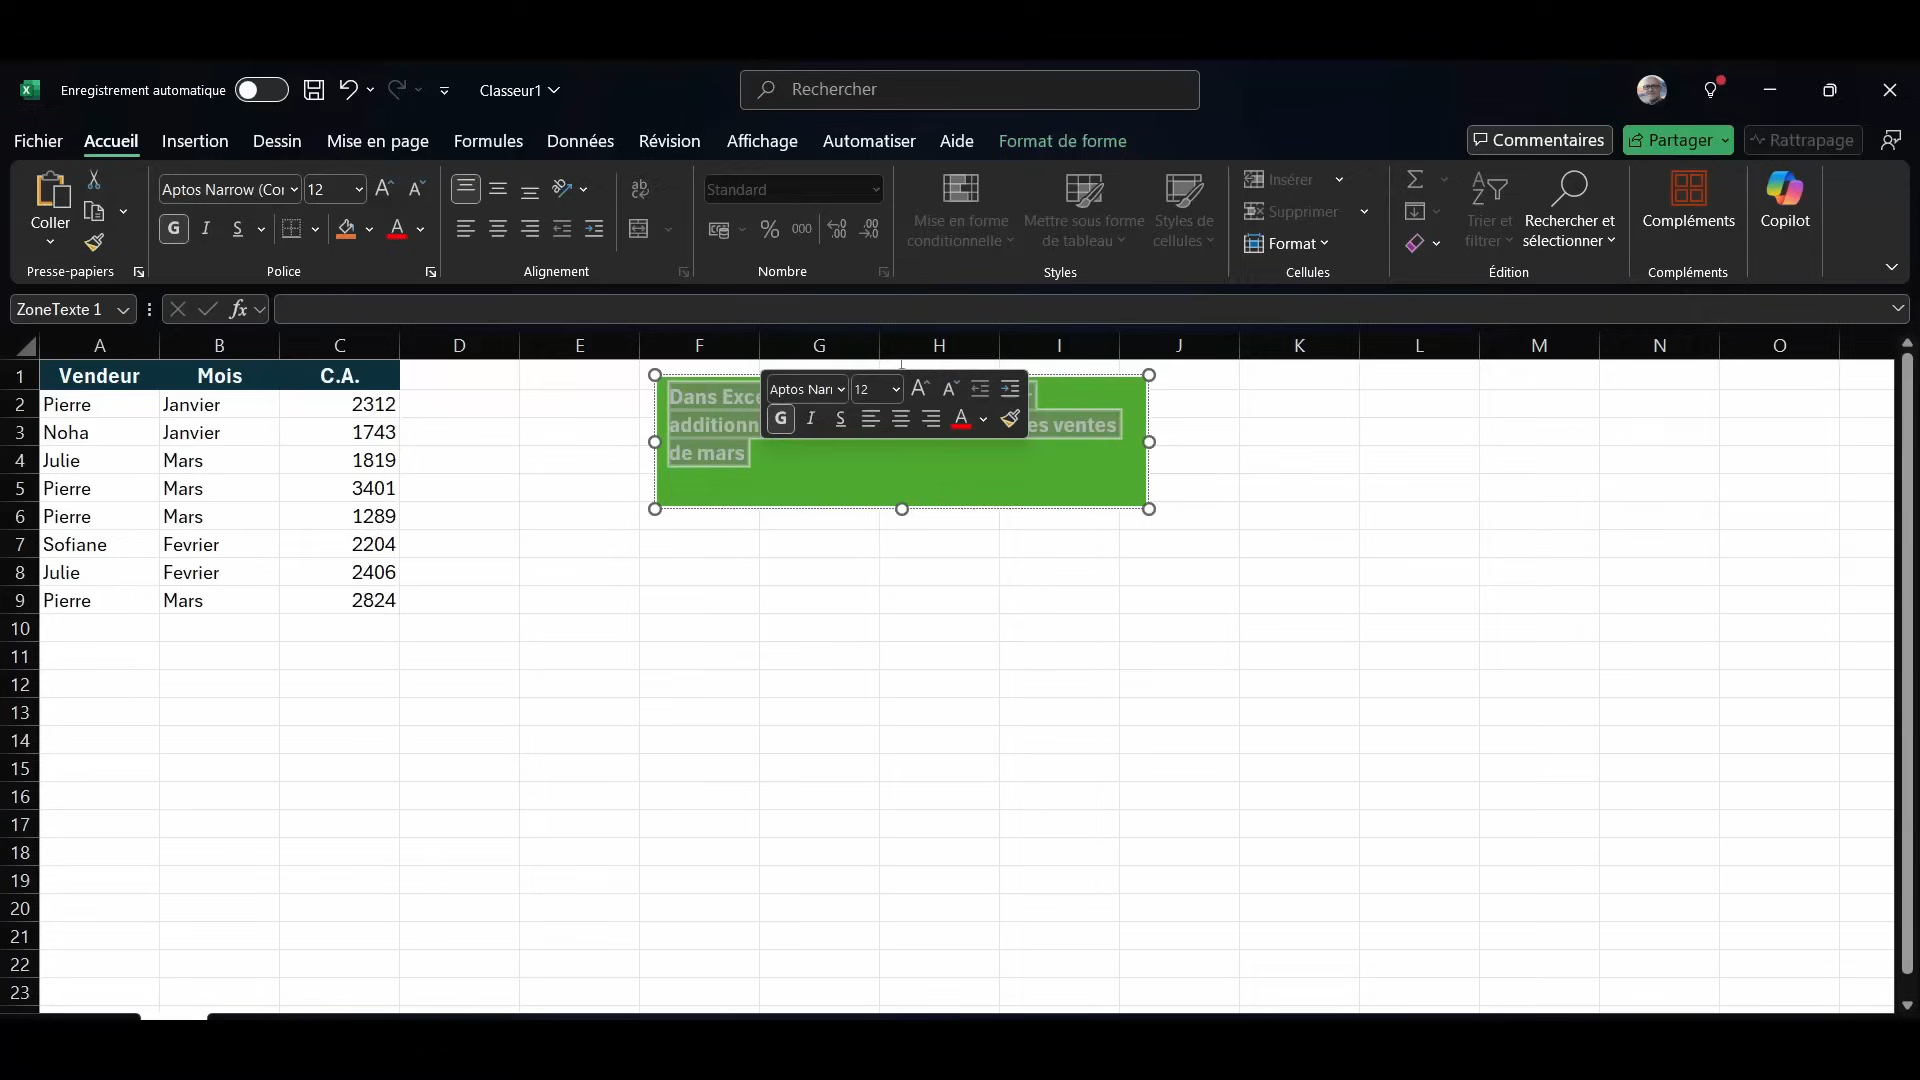 Enregistrement automatique
Classeur1
Rechercher
Fichier Accueil Insertion Dessin Mise en page Formules Données Révision Affichage Automatiser Aide Format de forme
Commentaires Partager Rattrapage
Coller
Presse-papiers
Aptos Narrow (Cor 12
G I S
Police
ab
Alignement
Standard
% 000
Nombre
Mise en forme
conditionnelle
Mettre sous forme
de tableau
Styles de
cellules
Styles
Insérer
Supprimer
Format
Cellules
Trier et
filtrer
Rechercher et
sélectionner
Édition
Compléments
Compléments
Copilot
ZoneTexte 1 fx
A B C D E F G H I J K L M N O
1 Vendeur Mois C.A.
2 Pierre Janvier 2312
3 Noha Janvier 1743
4 Julie Mars 1819
5 Pierre Mars 3401
6 Pierre Mars 1289
7 Sofiane Fevrier 2204
8 Julie Fevrier 2406
9 Pierre Mars 2824
10
11
12
13
14
15
16
17
18
19
20
21
22
23
Dans Exce
additionn es ventes
de mars
Aptos Narr 12
G I S A